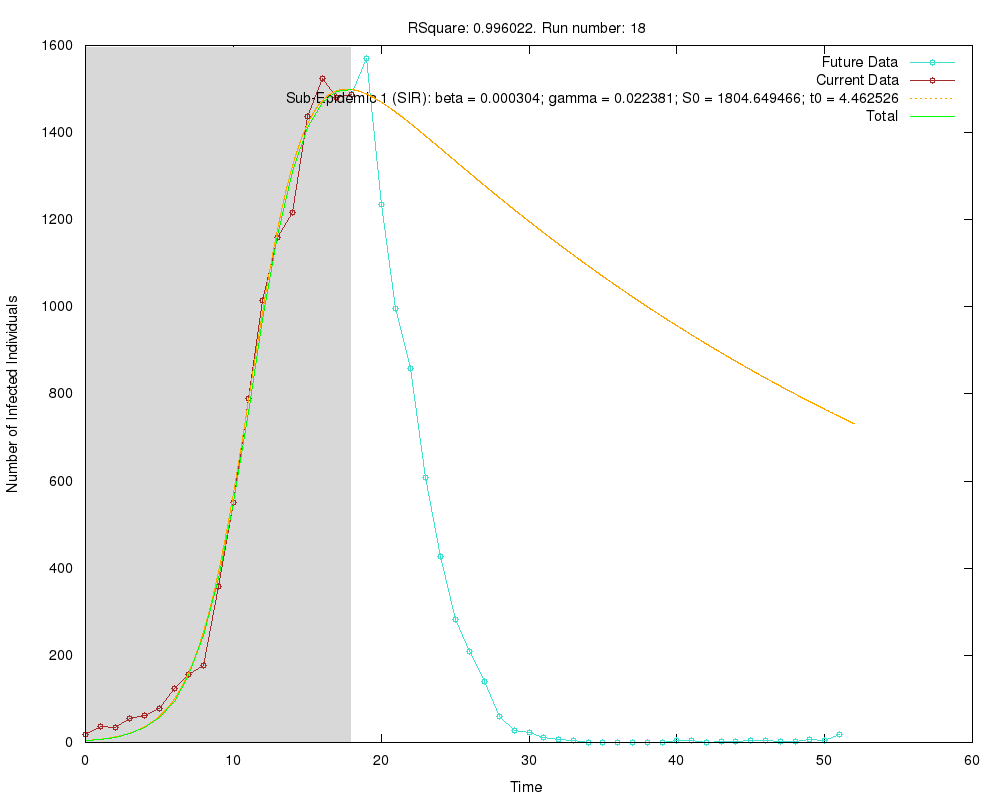 RSquare: 0.996022. Run number: 18
1600
1400
1200
1000
800
600
400
200
0
Number of Infected Individuals
Future Data
Current Data
Sub-Epidemic 1 (SIR): beta = 0.000304; gamma = 0.022381; S0 = 1804.649466; t0 = 4.462526
Total
0 10 20 30 40 50 60
Time